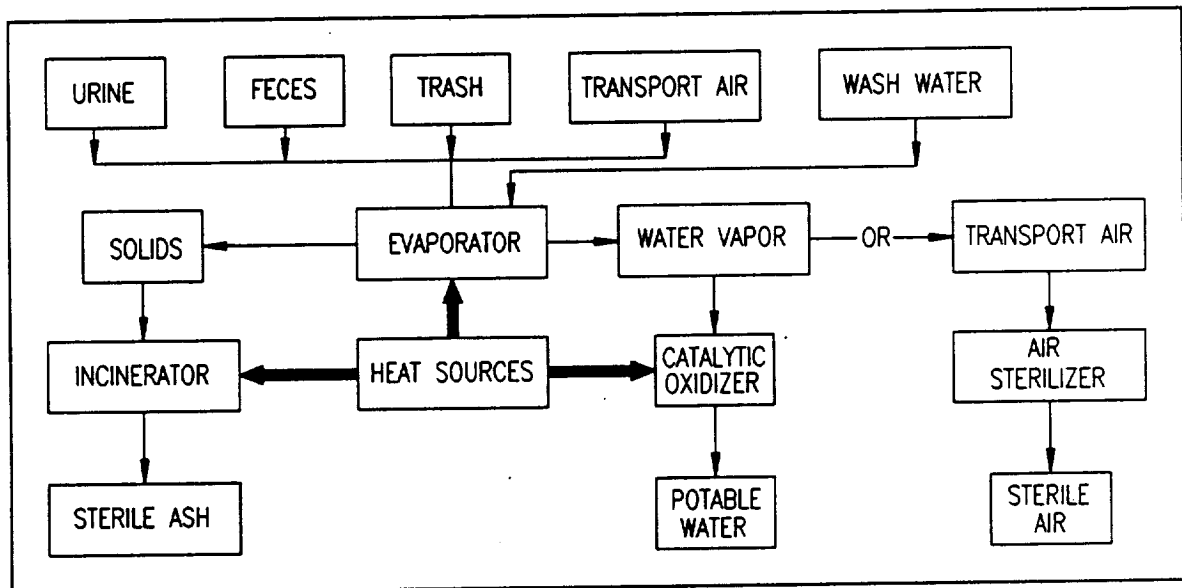 URINE
FECES
TRASH
TRANSPORT AIR
WASH WATER
SOLIDS
EVAPORATOR
WATER VAPOR
OR
TRANSPORT AIR
INCINERATOR
HEAT SOURCES
CATALYTIC
OXIDIZER
AIR
STERILIZER
STERILE ASH
POTABLE
WATER
STERILE
AIR